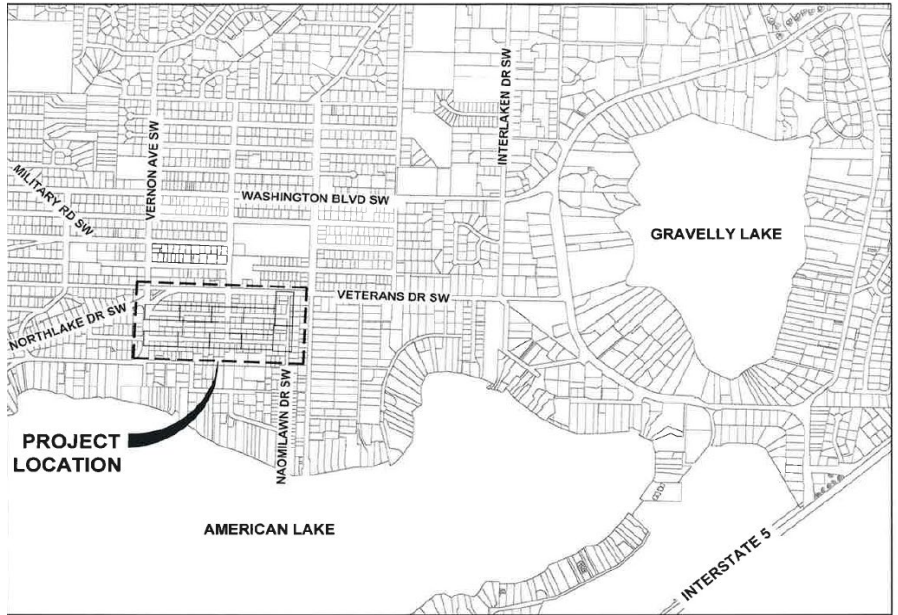 INTERLAKEN DR SW
VERNON AVE SW
MILITARY RD SW
WASHINGTON BLVD SW
GRAVELLY LAKE
VETERANS DR SW
NORTHLAKE DR SW
NAOMILAWN DR SW
PROJECT
LOCATION
AMERICAN LAKE
INTERSTATE 5